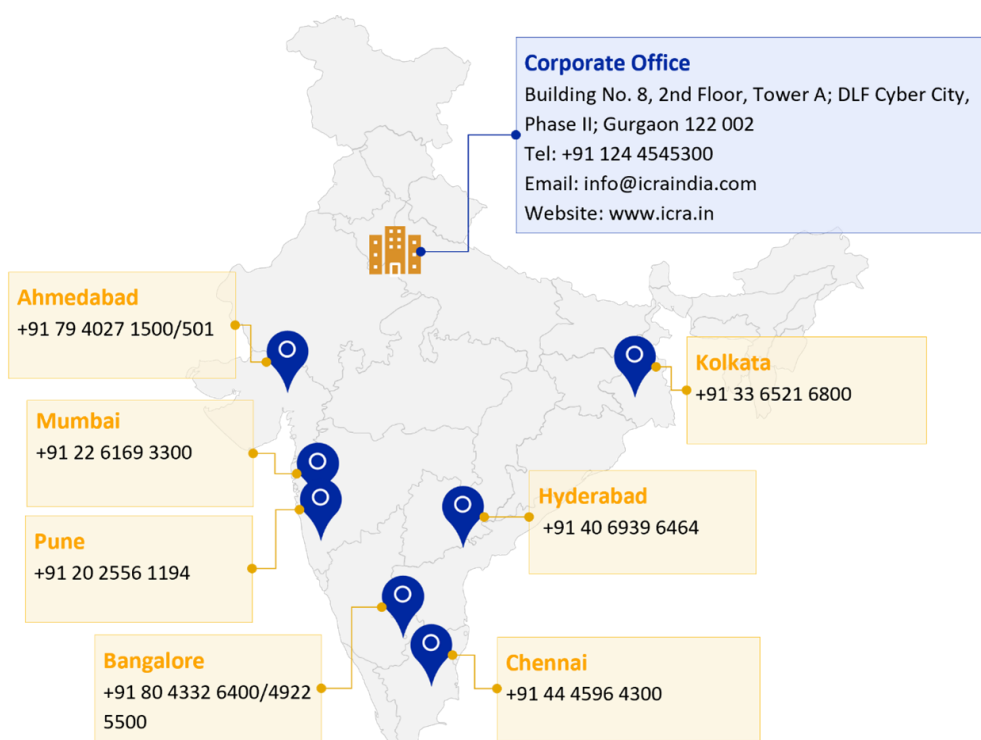 Corporate Office
Building No. 8, 2nd Floor, Tower A; DLF Cyber City,
Phase II; Gurgaon 122 002
Tel: +91 124 4545300
Email: info@icraindia.com
Website: www.icra.in
Ahmedabad
+91 79 4027 1500/501
Kolkata
+91 33 6521 6800
Mumbai
+91 22 6169 3300
Hyderabad
+91 40 6939 6464
Pune
+91 20 2556 1194
Bangalore
+91 80 4332 6400/4922
5500
Chennai
+91 44 4596 4300